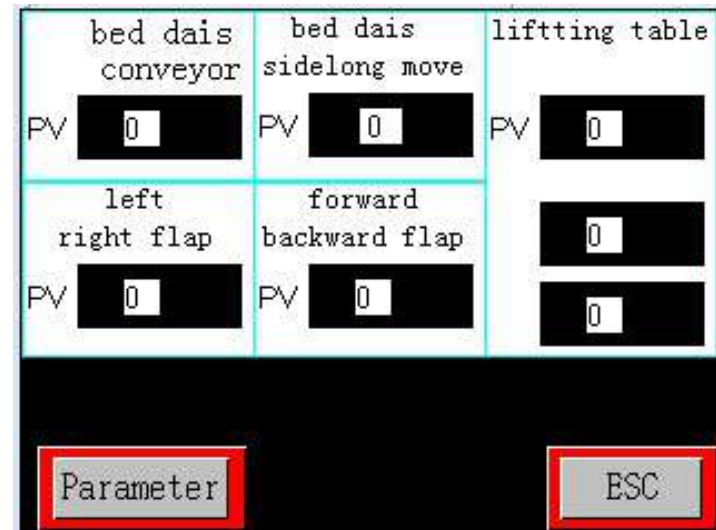 bed dais
conveyor
PV 0
bed dais
sidelong move
PV 0
liftting table
PV 0
0
0
left
right flap
PV 0
forward
backward flap
PV 0
Parameter
ESC